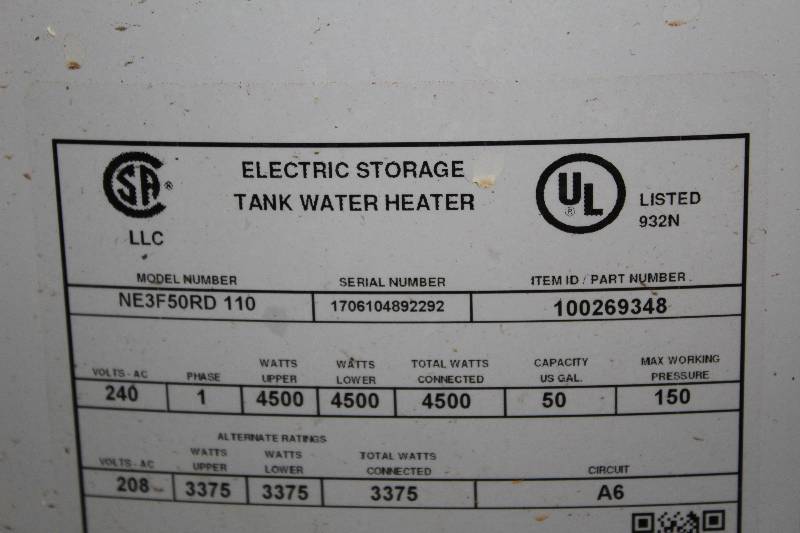 SA ®
LLC
ELECTRIC STORAGE
TANK WATER HEATER
UL ®
LISTED
932N
MODEL NUMBER SERIAL NUMBER ITEM ID / PART NUMBER
NE3F50RD 110 1706104892292 100269348
VOLTS - AC PHASE WATTS UPPER WATTS LOWER TOTAL WATTS CONNECTED CAPACITY US GAL. MAX WORKING PRESSURE
240 1 4500 4500 4500 50 150
ALTERNATE RATINGS
VOLTS - AC WATTS UPPER WATTS LOWER TOTAL WATTS CONNECTED CIRCUIT
208 3375 3375 3375 A6